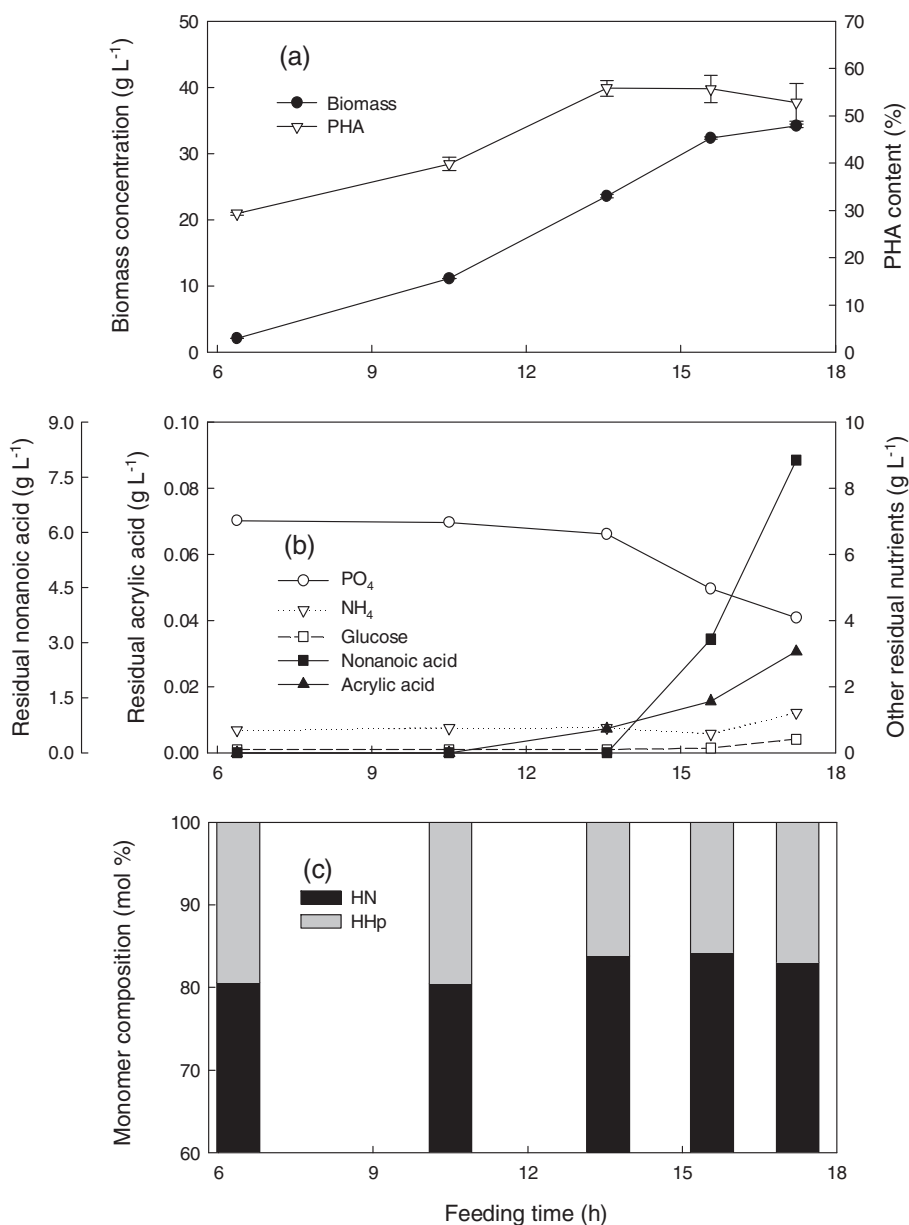 (a)
Biomass
PHA
Biomass concentration (g L-1)
50
40
30
20
10
0
PHA content (%)
70
60
50
40
30
20
10
0
6 9 12 15 18
(b)
PO4
NH4
Glucose
Nonanoic acid
Acrylic acid
Residual nonanoic acid (g L-1)
9.0
7.5
6.0
4.5
3.0
1.5
0.0
Residual acrylic acid (g L-1)
0.10
0.08
0.06
0.04
0.02
0.00
Other residual nutrients (g L-1)
10
8
6
4
2
0
6 9 12 15 18
(c)
HN
HHp
Monomer composition (mol %)
100
90
80
70
60
6 9 12 15 18
Feeding time (h)